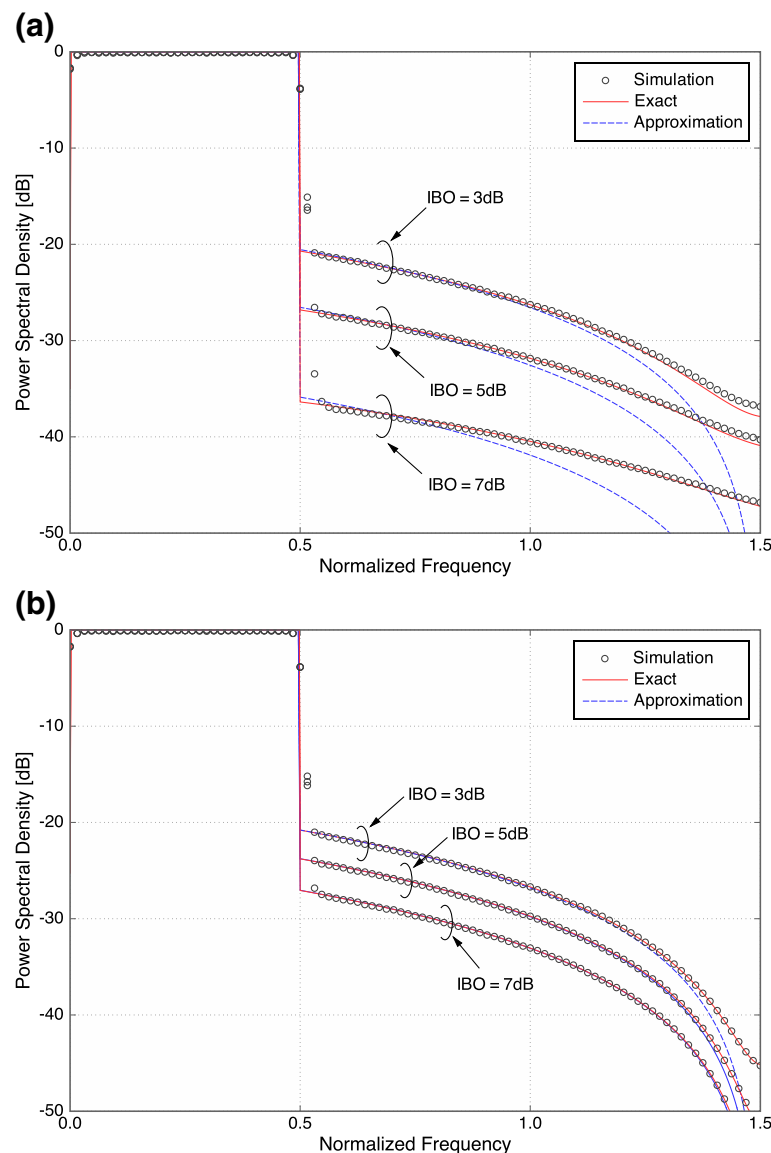 (a)
0
-10
-20
-30
-40
-50
Power Spectral Density [dB]
Simulation
Exact
Approximation
IBO = 3dB
IBO = 5dB
IBO = 7dB
0.0
0.5
1.0
1.5
Normalized Frequency
(b)
0
-10
-20
-30
-40
-50
Power Spectral Density [dB]
Simulation
Exact
Approximation
IBO = 3dB
IBO = 5dB
IBO = 7dB
0.0
0.5
1.0
1.5
Normalized Frequency